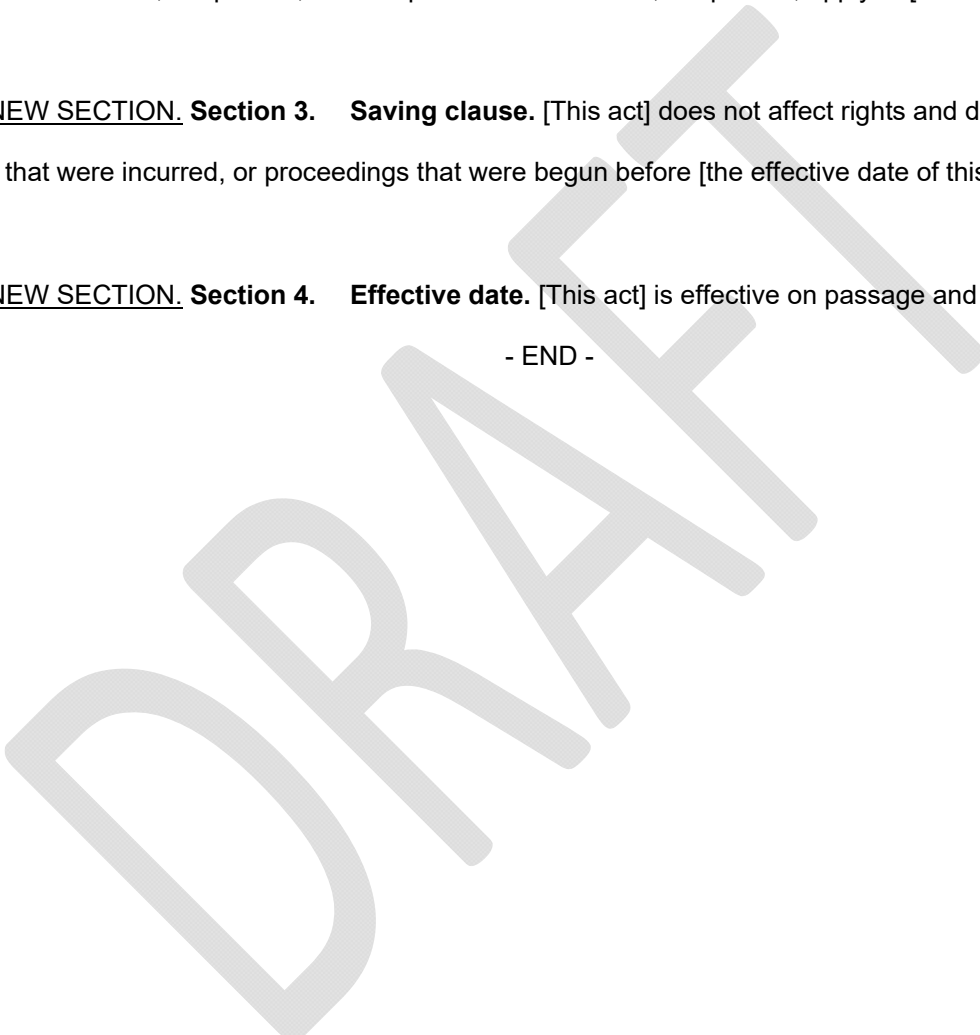 NEW SECTION. Section 3. Saving clause. [This act] does not affect rights and
that were incurred, or proceedings that were begun before [the effective date of
NEW SECTION. Section 4. Effective date. [This act] is effective on passage and
- END -
DRAFT